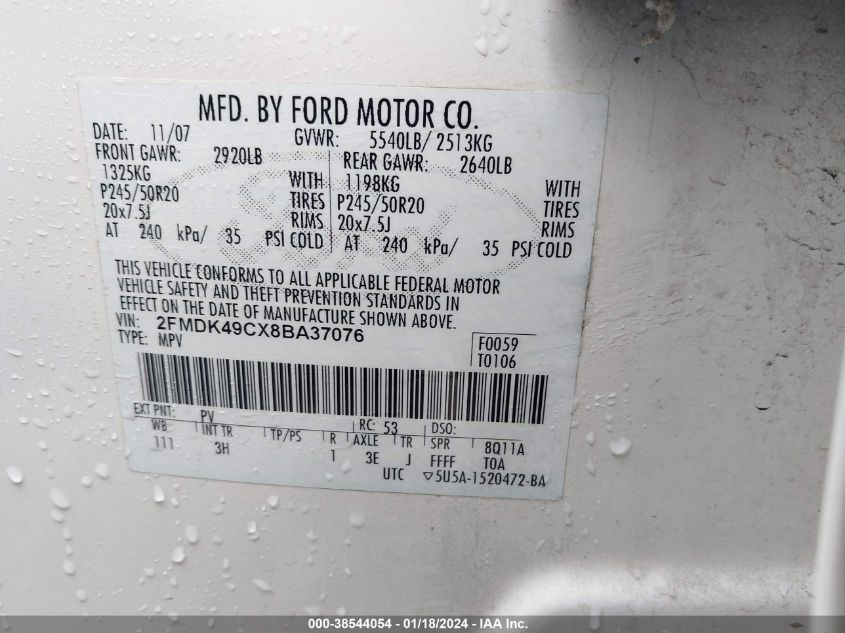 MFD. BY FORD MOTOR CO.
DATE: 11/07 GVWR: 5540LB/ 2513KG
FRONT GAWR: 2920LB REAR GAWR: 2640LB
1325KG WITH 1198KG WITH
P245/50R20 TIRES P245/50R20 TIRES
20x7.5J RIMS 20x7.5J RIMS
AT 240 kPa/ 35 PSI COLD AT 240 kPa/ 35 PSI COLD
THIS VEHICLE CONFORMS TO ALL APPLICABLE FEDERAL MOTOR
VEHICLE SAFETY AND THEFT PREVENTION STANDARDS IN
EFFECT ON THE DATE OF MANUFACTURE SHOWN ABOVE.
VIN: 2FMDK49CX8BA37076
TYPE: MPV
F0059
T0106
EXT PNT: PV RC: 53 DSO:
WB INT TR TP/PS R AXLE TR SPR 8Q11A
111 3H 1 3E J FFFF T0A
UTC ▽5U5A-1520472-BA
000-38544054 - 01/18/2024 - IAA Inc.